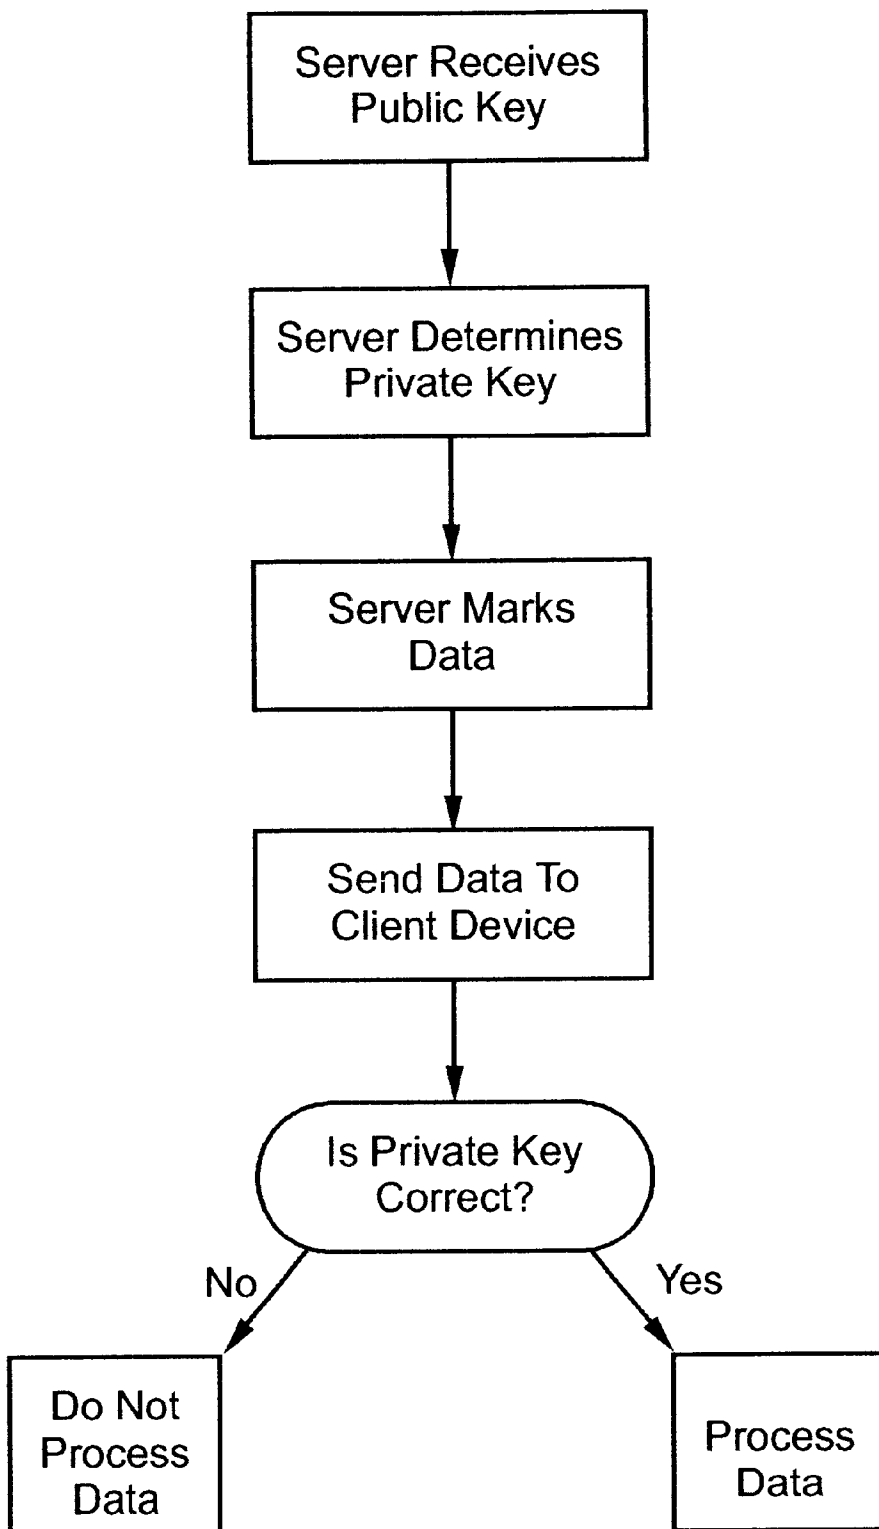 Server Receives
Public Key
Server Determines
Private Key
Server Marks
Data
Send Data To
Client Device
Is Private Key
Correct?
No
Yes
Do Not
Process
Data
Process
Data